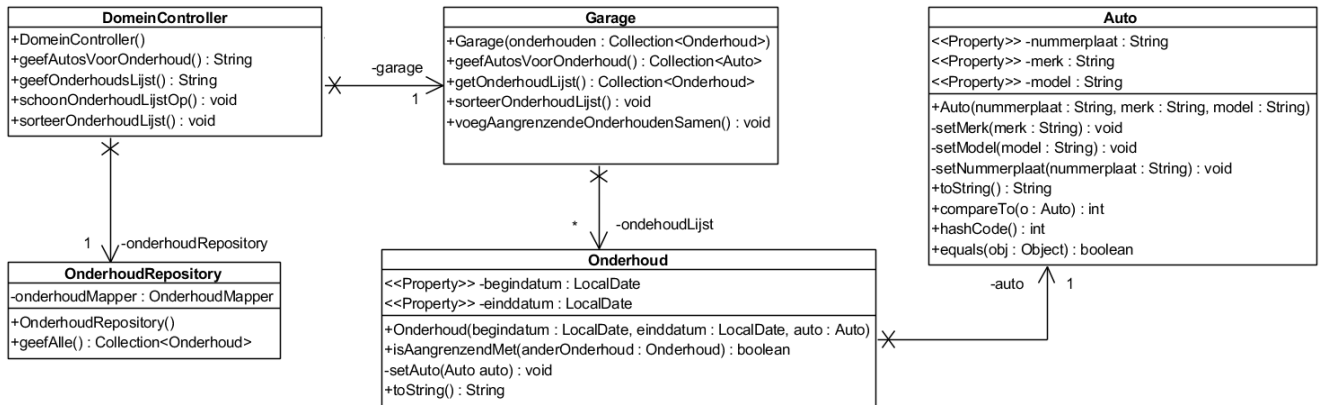 DomeinController
+DomeinController()
+geefAutosVoorOnderhoud() : String
+geefOnderhoudsLijst() : String
+schoonOnderhoudLijstOp() : void
+sorteerOnderhoudLijst() : void
-garage
1
Garage
+Garage(onderhouden : Collection<Onderhoud>)
+geefAutosVoorOnderhoud() : Collection<Auto>
+getOnderhoudLijst() : Collection<Onderhoud>
+sorteerOnderhoudLijst() : void
+voegAangrenzendeOnderhoudenSamen() : void
Auto
<<Property>> -nummerplaat : String
<<Property>> -merk : String
<<Property>> -model : String
+Auto(nummerplaat : String, merk : String, model : String)
-setMerk(merk : String) : void
-setModel(model : String) : void
-setNummerplaat(nummerplaat : String) : void
+toString() : String
+compareTo(o : Auto) : int
+hashCode() : int
+equals(obj : Object) : boolean
1 -onderhoudRepository
* -ondehoudLijst
OnderhoudRepository
-onderhoudMapper : OnderhoudMapper
+OnderhoudRepository()
+geefAlle() : Collection<Onderhoud>
Onderhoud
<<Property>> -begindatum : LocalDate
<<Property>> -einddatum : LocalDate
+Onderhoud(begindatum : LocalDate, einddatum : LocalDate, auto : Auto)
+isAangrenzendMet(anderOnderhoud : Onderhoud) : boolean
-setAuto(Auto auto) : void
+toString() : String
-auto 1